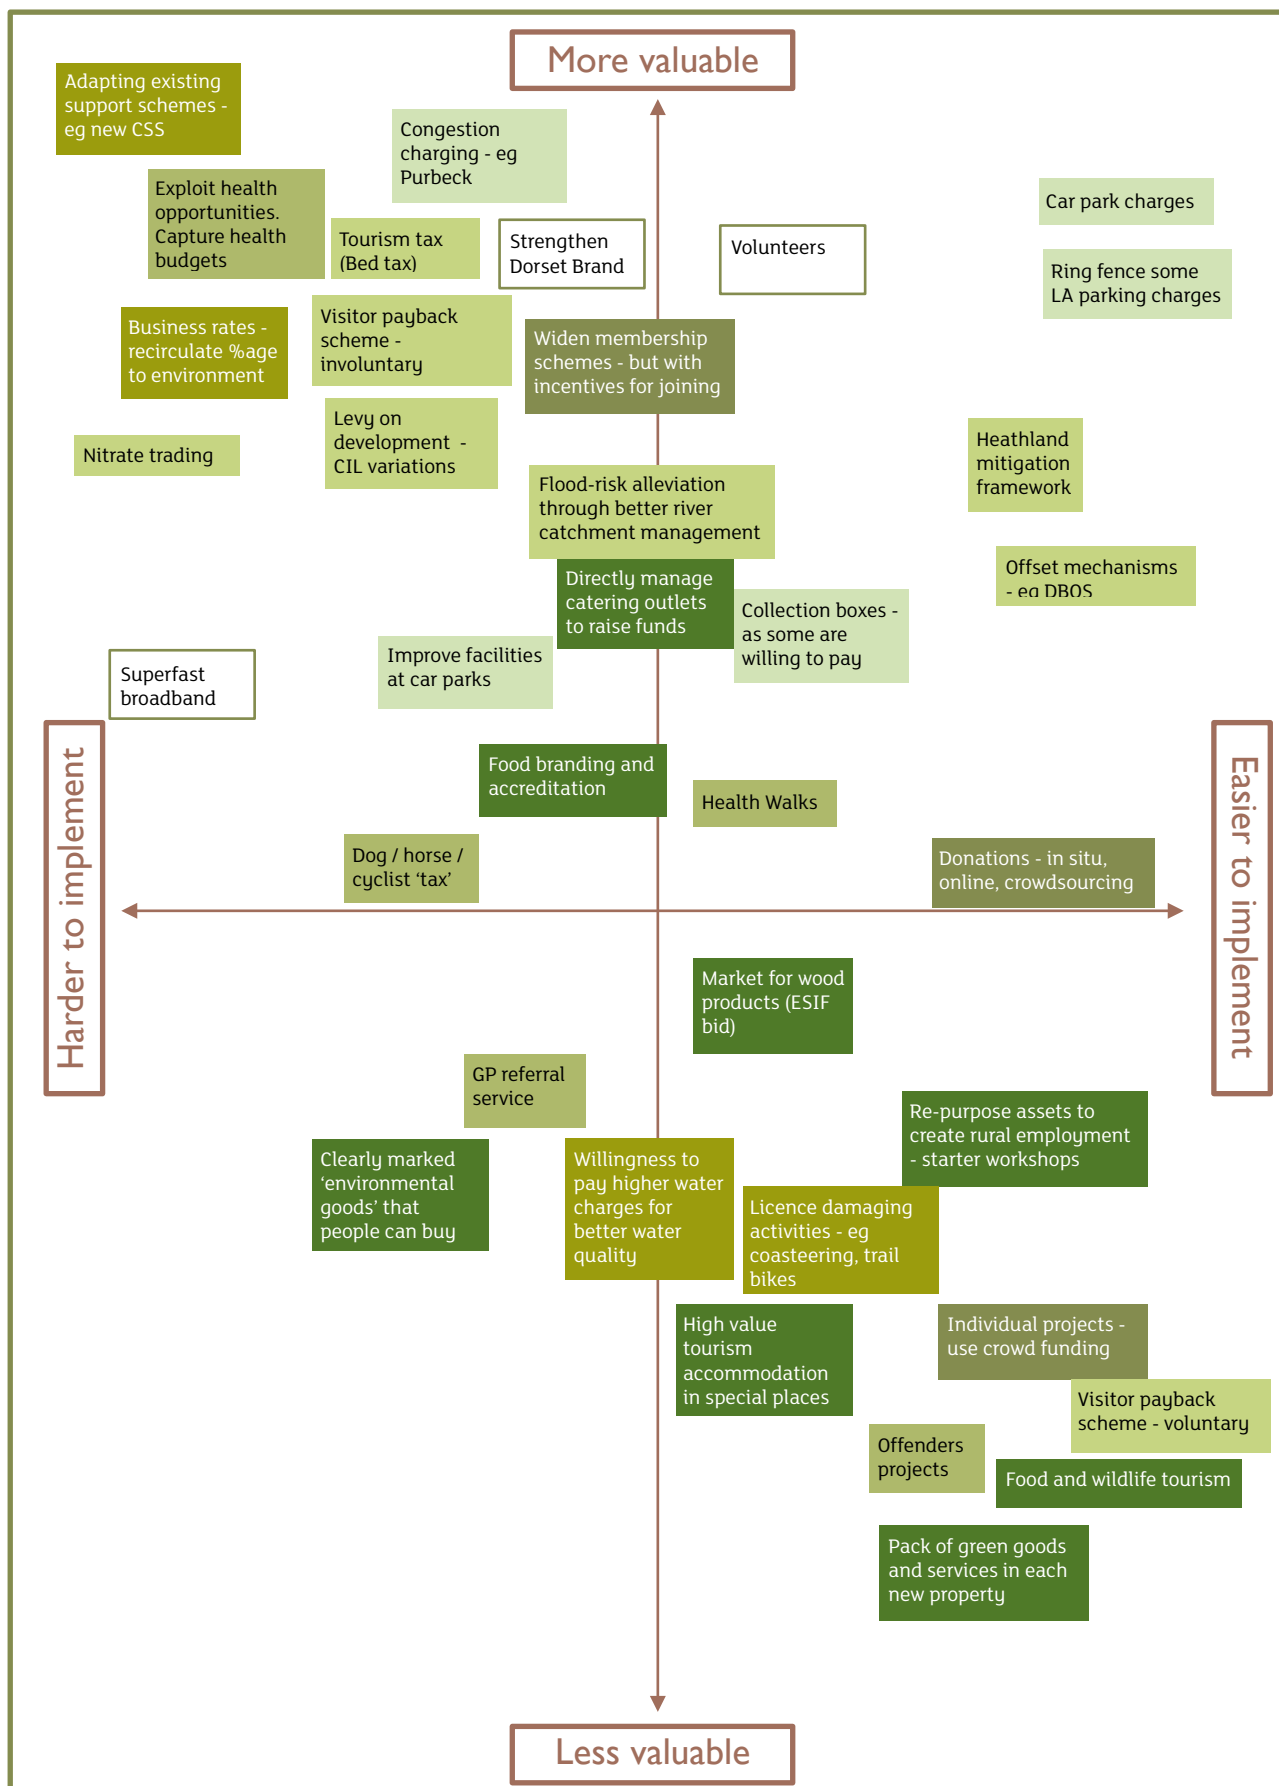 More valuable
Adapting existing
support schemes -
eg new CSS
Congestion
charging - eg
Purbeck
Exploit health
opportunities.
Capture health
budgets
Car park charges
Tourism tax
(Bed tax)
Strengthen
Dorset Brand
Volunteers
Ring fence some
LA parking charges
Business rates -
recirculate %age
to environment
Visitor payback
scheme -
involuntary
Widen membership
schemes - but with
incentives for joining
Levy on
development -
CIL variations
Nitrate trading
Heathland
mitigation
framework
Flood-risk alleviation
through better river
catchment management
Offset mechanisms
- eg DBOS
Directly manage
catering outlets
to raise funds
Collection boxes -
as some are
willing to pay
Improve facilities
at car parks
Superfast
broadband
Harder to implement
Easier to implement
Food branding and
accreditation
Health Walks
Dog / horse /
cyclist ‘tax’
Donations - in situ,
online, crowdsourcing
Market for wood
products (ESIF
bid)
GP referral
service
Re-purpose assets to
create rural employment
- starter workshops
Clearly marked
‘environmental
goods’ that
people can buy
Willingness to
pay higher water
charges for
better water
quality
Licence damaging
activities - eg
coasteering, trail
bikes
High value
tourism
accommodation
in special places
Individual projects -
use crowd funding
Visitor payback
scheme - voluntary
Offenders
projects
Food and wildlife tourism
Pack of green goods
and services in each
new property
Less valuable